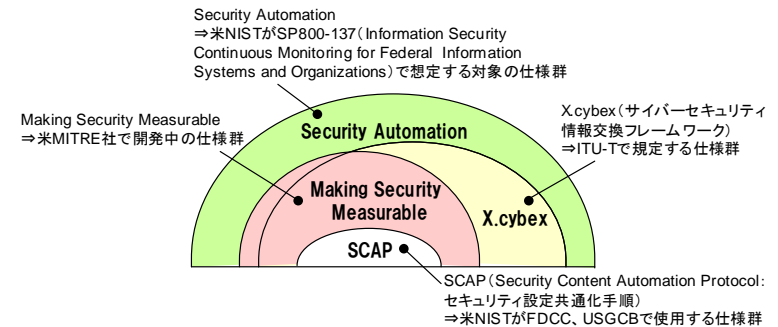 Security Automation
⇒米NISTがSP800-137（Information Security
Continuous Monitoring for Federal Information
Systems and Organizations）で想定する対象の仕様群
Making Security Measurable
⇒米MITRE社で開発中の仕様群
X.cybex（サイバーセキュリティ
情報交換フレームワーク）
⇒ITU-Tで規定する仕様群
Security Automation
Making Security
Measurable
X.cybex
SCAP
SCAP（Security Content Automation Protocol：
セキュリティ設定共通化手順）
⇒米NISTがFDCC、USGCBで使用する仕様群